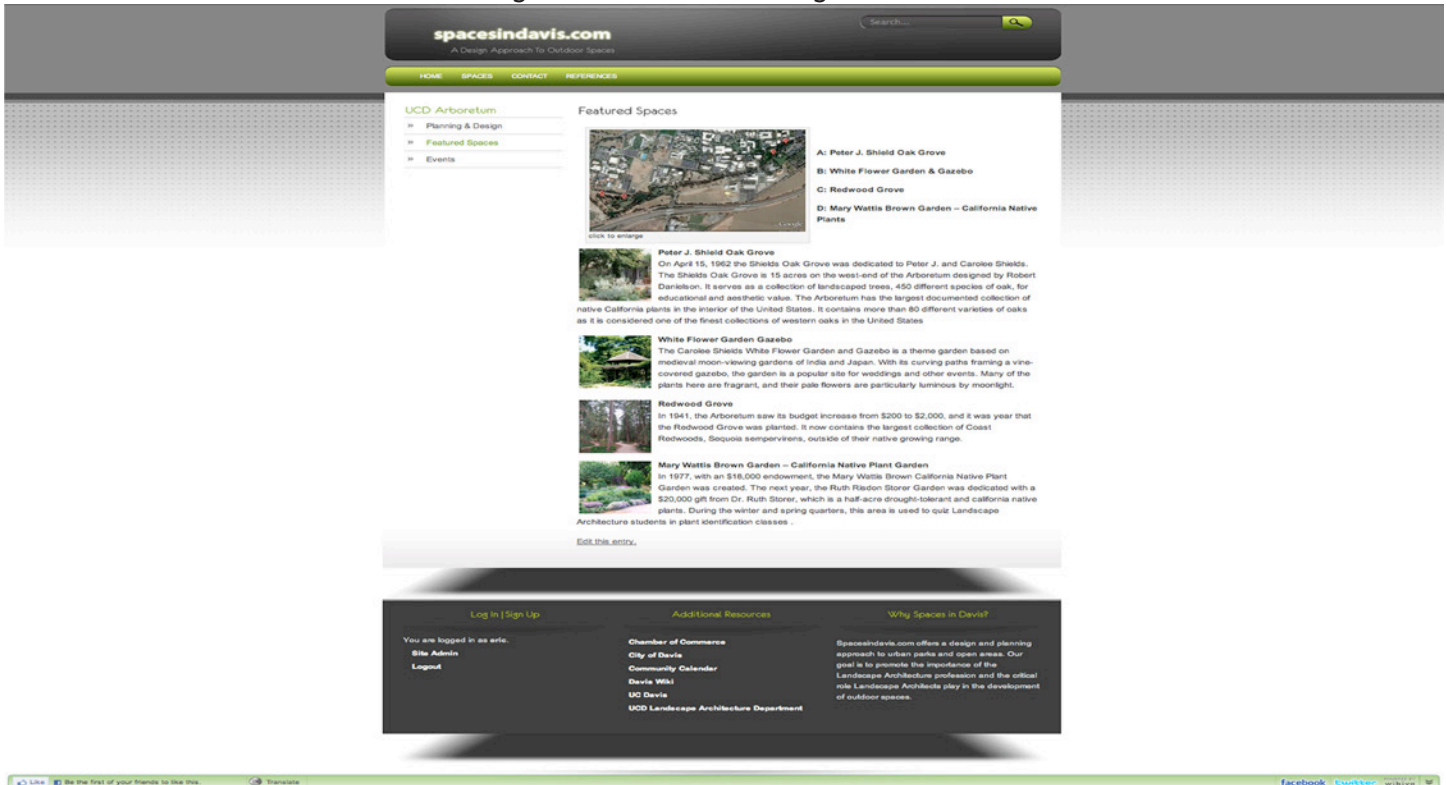 spacesindavis.com
A Design Approach To Outdoor Spaces
Search...
HOME SPACES CONTACT REFERENCES
UCD Arboretum
» Planning & Design
» Featured Spaces
» Events
Featured Spaces
Google
click to enlarge
A: Peter J. Shield Oak Grove
B: White Flower Garden & Gazebo
C: Redwood Grove
D: Mary Wattis Brown Garden – California Native
Plants
Peter J. Shield Oak Grove
On April 15, 1962 the Shields Oak Grove was dedicated to Peter J. and Carolee Shields.
The Shields Oak Grove is 15 acres on the west-end of the Arboretum designed by Robert
Danielson. It serves as a collection of landscaped trees, 450 different species of oak, for
educational and aesthetic value. The Arboretum has the largest documented collection of
native California plants in the interior of the United States. It contains more than 80 different varieties of oaks
as it is considered one of the finest collections of western oaks in the United States
White Flower Garden Gazebo
The Carolee Shields White Flower Garden and Gazebo is a theme garden based on
medieval moon-viewing gardens of India and Japan. With its curving paths framing a vine-
covered gazebo, the garden is a popular site for weddings and other events. Many of the
plants here are fragrant, and their pale flowers are particularly luminous by moonlight.
Redwood Grove
In 1941, the Arboretum saw its budget increase from $200 to $2,000, and it was year that
the Redwood Grove was planted. It now contains the largest collection of Coast
Redwoods, Sequoia sempervirens, outside of their native growing range.
Mary Wattis Brown Garden – California Native Plant Garden
In 1977, with an $18,000 endowment, the Mary Wattis Brown California Native Plant
Garden was created. The next year, the Ruth Risdon Storer Garden was dedicated with a
$20,000 gift from Dr. Ruth Storer, which is a half-acre drought-tolerant and california native
plants. During the winter and spring quarters, this area is used to quiz Landscape
Architecture students in plant identification classes .
Edit this entry.
Log In | Sign Up
You are logged in as eric.
Site Admin
Logout
Additional Resources
Chamber of Commerce
City of Davis
Community Calendar
Davis Wiki
UC Davis
UCD Landscape Architecture Department
Why Spaces in Davis?
Spacesindavis.com offers a design and planning
approach to urban parks and open areas. Our
goal is to promote the importance of the
Landscape Architecture profession and the critical
role Landscape Architects play in the development
of outdoor spaces.
Like Be the first of your friends to like this. Translate
facebook twitter wibiya